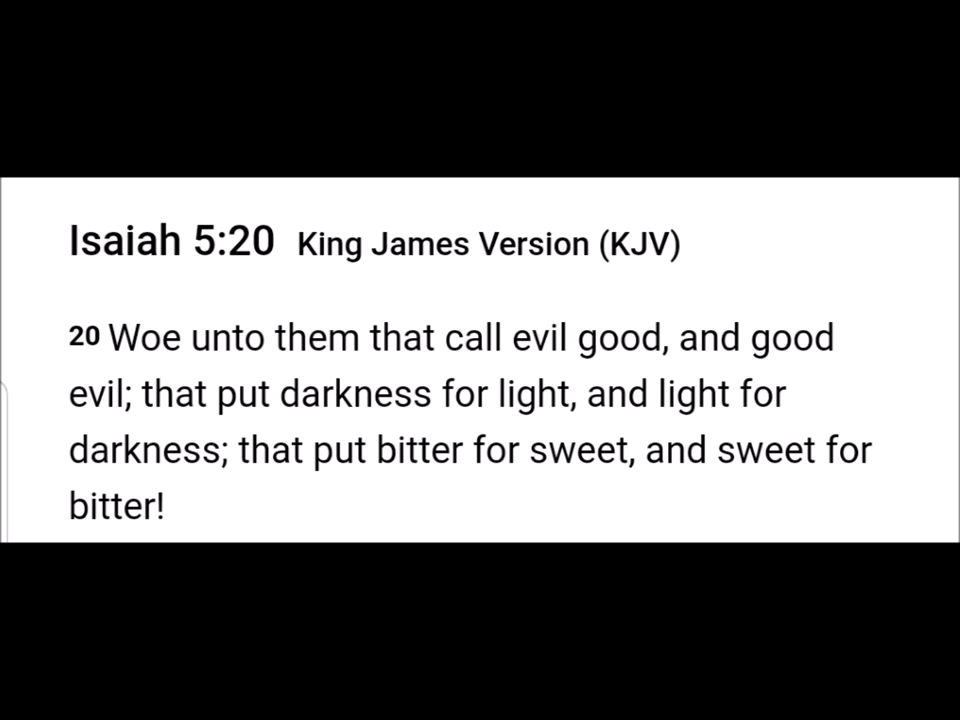 Isaiah 5:20 King James Version (KJV)
20 Woe unto them that call evil good, and good
evil; that put darkness for light, and light for
darkness; that put bitter for sweet, and sweet for
bitter!